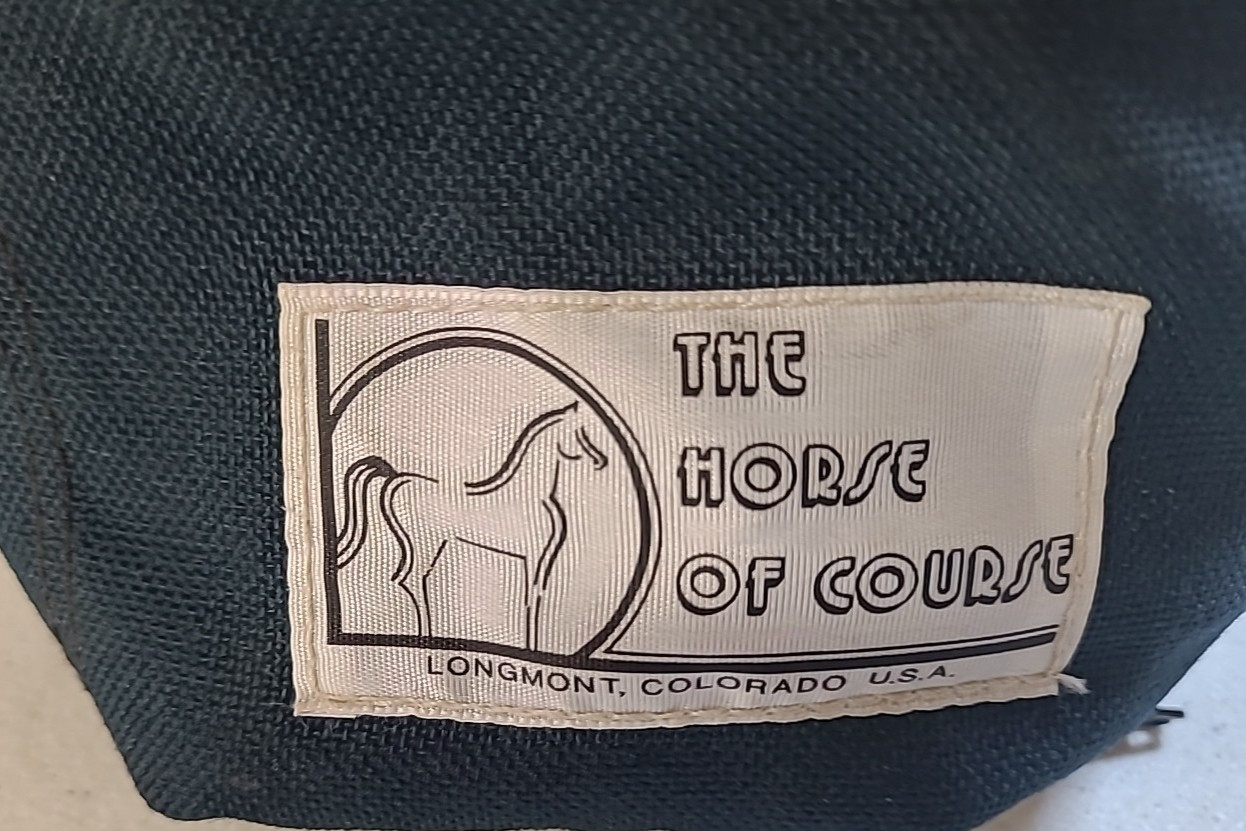 THE
HORSE
OF COURSE
LONGMONT, COLORADO U.S.A.